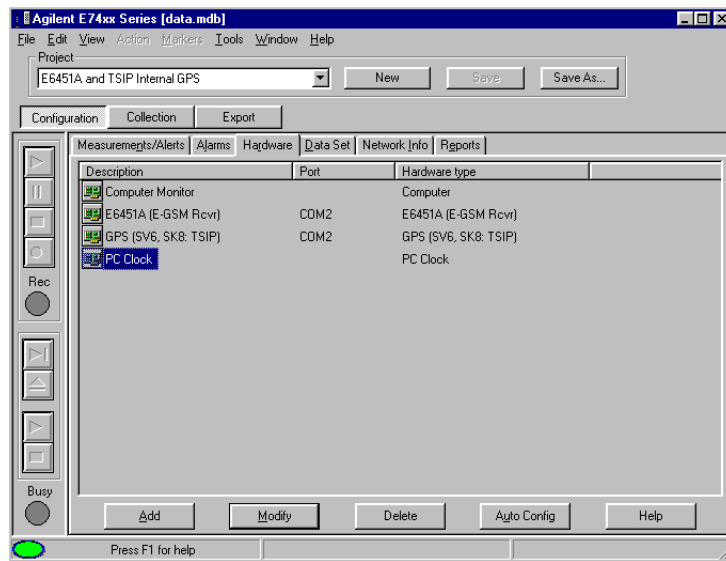 Agilent E74xx Series [data.mdb]
File Edit View Action Markers Tools Window Help
Project
E6451A and TSIP Internal GPS New Save Save As...
Configuration Collection Export
Measurements/Alerts Alarms Hardware Data Set Network Info Reports
Description Port Hardware type
Computer Monitor Computer
E6451A (E-GSM Rcvr) COM2 E6451A (E-GSM Rcvr)
GPS (SV6, SK8: TSIP) COM2 GPS (SV6, SK8: TSIP)
PC Clock PC Clock
Rec
Busy
Add Modify Delete Auto Config Help
Press F1 for help